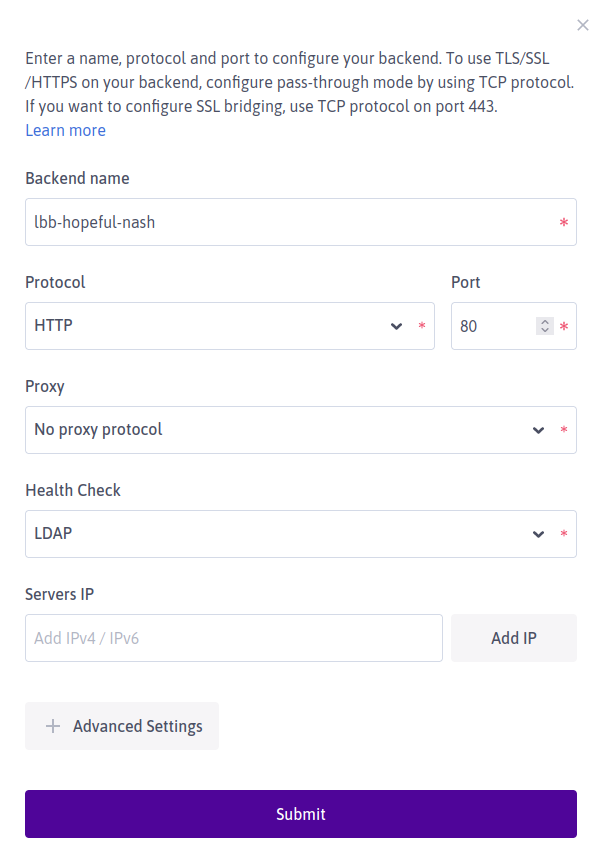 Enter a name, protocol and port to configure your backend. To use TLS/SSL
/HTTPS on your backend, configure pass-through mode by using TCP protocol.
If you want to configure SSL bridging, use TCP protocol on port 443.
Learn more
Backend name
lbb-hopeful-nash *
Protocol Port
HTTP * 80 *
Proxy
No proxy protocol *
Health Check
LDAP *
Servers IP
Add IPv4 / IPv6 Add IP
+ Advanced Settings
Submit